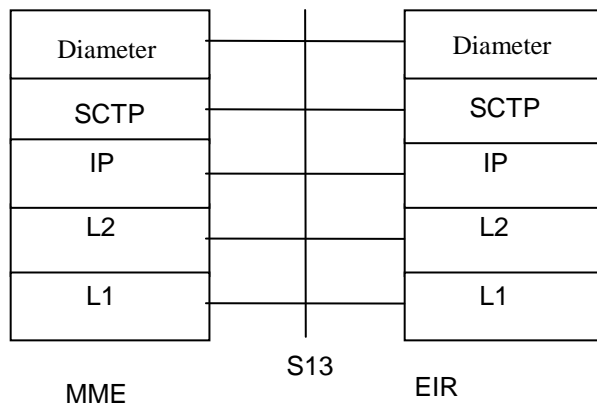 Diameter
Diameter
SCTP
SCTP
IP
IP
L2
L2
L1
L1
S13
MME
EIR